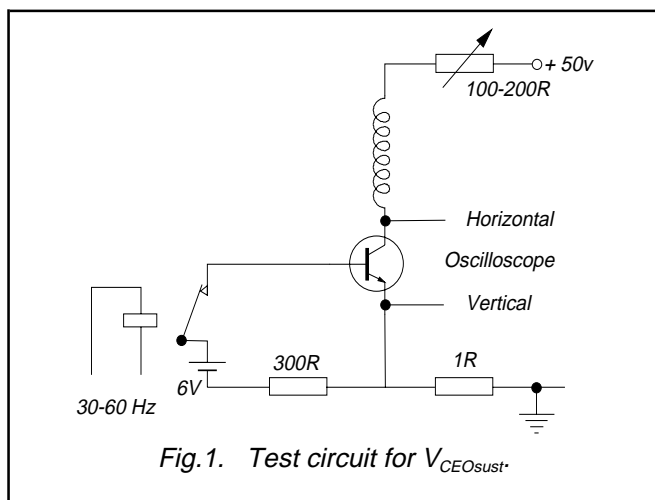 + 50v
100-200R
Horizontal
Oscilloscope
Vertical
300R
1R
6V
30-60 Hz
Fig.1. Test circuit for VCEOsust.